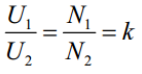 U₁/U₂ = N₁/N₂ = k